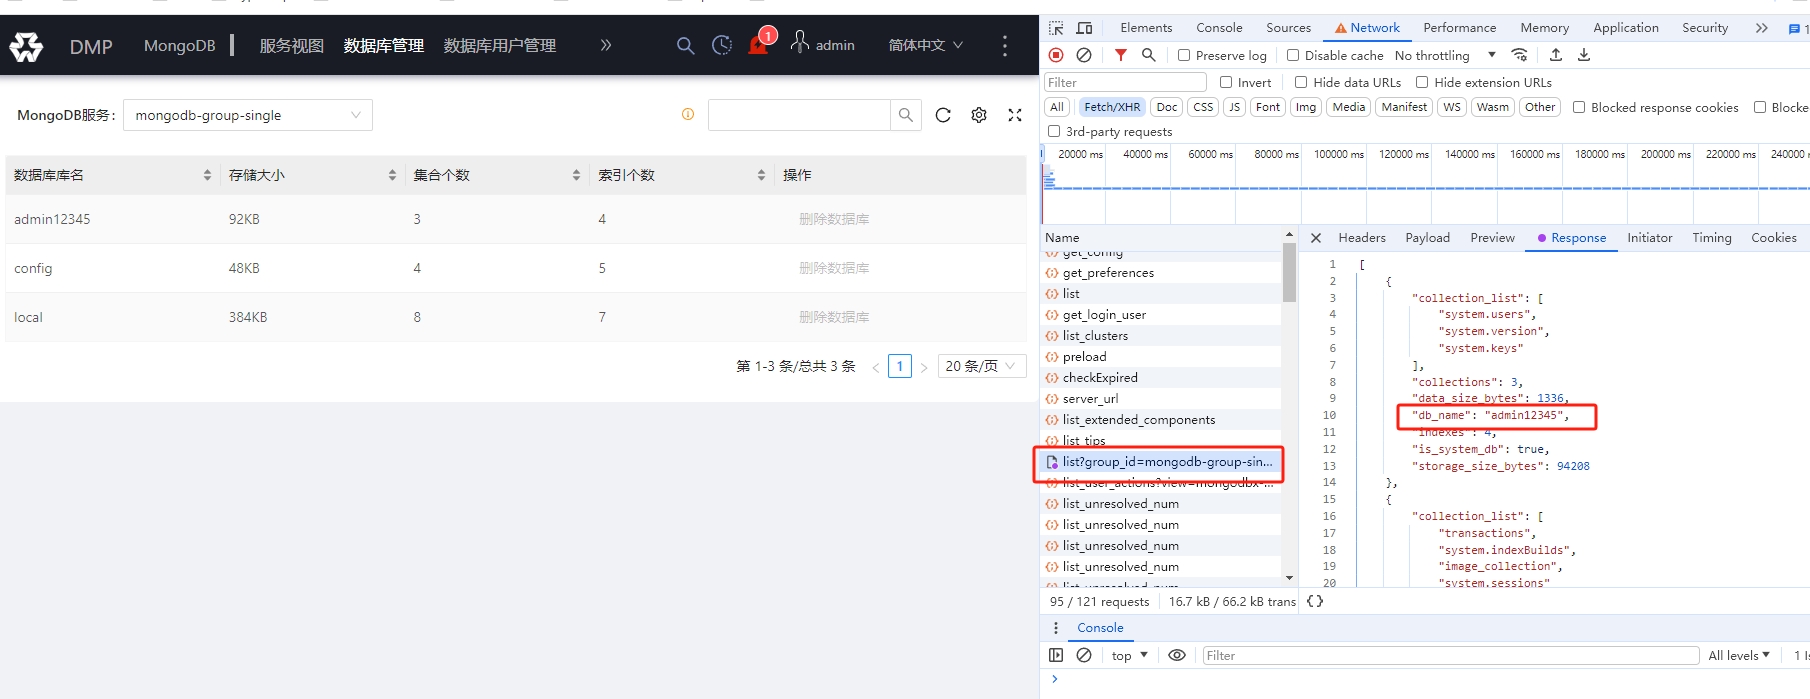 DMP MongoDB 服务视图 数据库管理 数据库用户管理 » 1 admin 简体中文
MongoDB服务: mongodb-group-single
数据库库名 存储大小 集合个数 索引个数 操作
admin12345 92KB 3 4 删除数据库
config 48KB 4 5 删除数据库
local 384KB 8 7 删除数据库
第 1-3 条/总共 3 条 < 1 > 20 条/页
Elements Console Sources Network Performance Memory Application Security » 1
Preserve log Disable cache No throttling
Filter Invert Hide data URLs Hide extension URLs
All Fetch/XHR Doc CSS JS Font Img Media Manifest WS Wasm Other Blocked response cookies Blocke
3rd-party requests
20000 ms 40000 ms 60000 ms 80000 ms 100000 ms 120000 ms 140000 ms 160000 ms 180000 ms 200000 ms 220000 ms 240000
Name
get_config
get_preferences
list
get_login_user
list_clusters
preload
checkExpired
server_url
list_extended_components
list_tips
list?group_id=mongodb-group-sin...
list_user_actions?view=mongodbx-...
list_unresolved_num
list_unresolved_num
list_unresolved_num
list_unresolved_num
list_unresolved_num
95 / 121 requests 16.7 kB / 66.2 kB trans {}
Headers Payload Preview Response Initiator Timing Cookies
1 [
2 {
3 "collection_list": [
4 "system.users",
5 "system.version",
6 "system.keys"
7 ],
8 "collections": 3,
9 "data_size_bytes": 1336,
10 "db_name": "admin12345",
11 "indexes": 4,
12 "is_system_db": true,
13 "storage_size_bytes": 94208
14 },
15 {
16 "collection_list": [
17 "transactions",
18 "system.indexBuilds",
19 "image_collection",
20 "system.sessions"
Console
top Filter All levels 1 Is
>